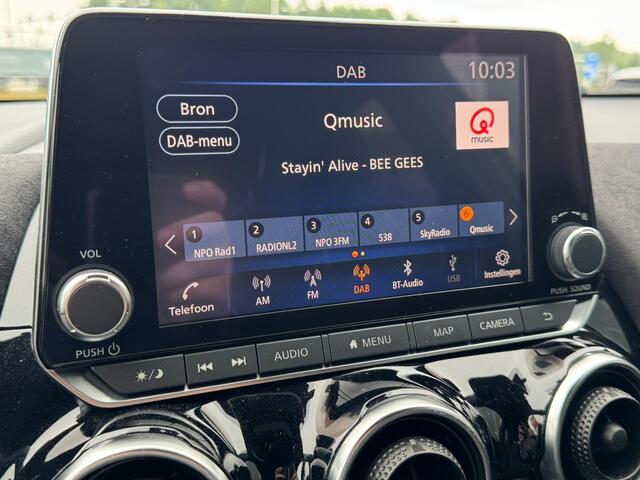 DAB
10:03
Bron
DAB-menu
Qmusic
Q
music
Stayin' Alive - BEE GEES
1 2 3 4 5 6
NPO Rad1 RADIONL2 NPO 3FM 538 SkyRadio Qmusic
Telefoon AM FM DAB BT-Audio USB Instellingen
VOL
PUSH
PUSH: SOUND
AUDIO MENU MAP CAMERA